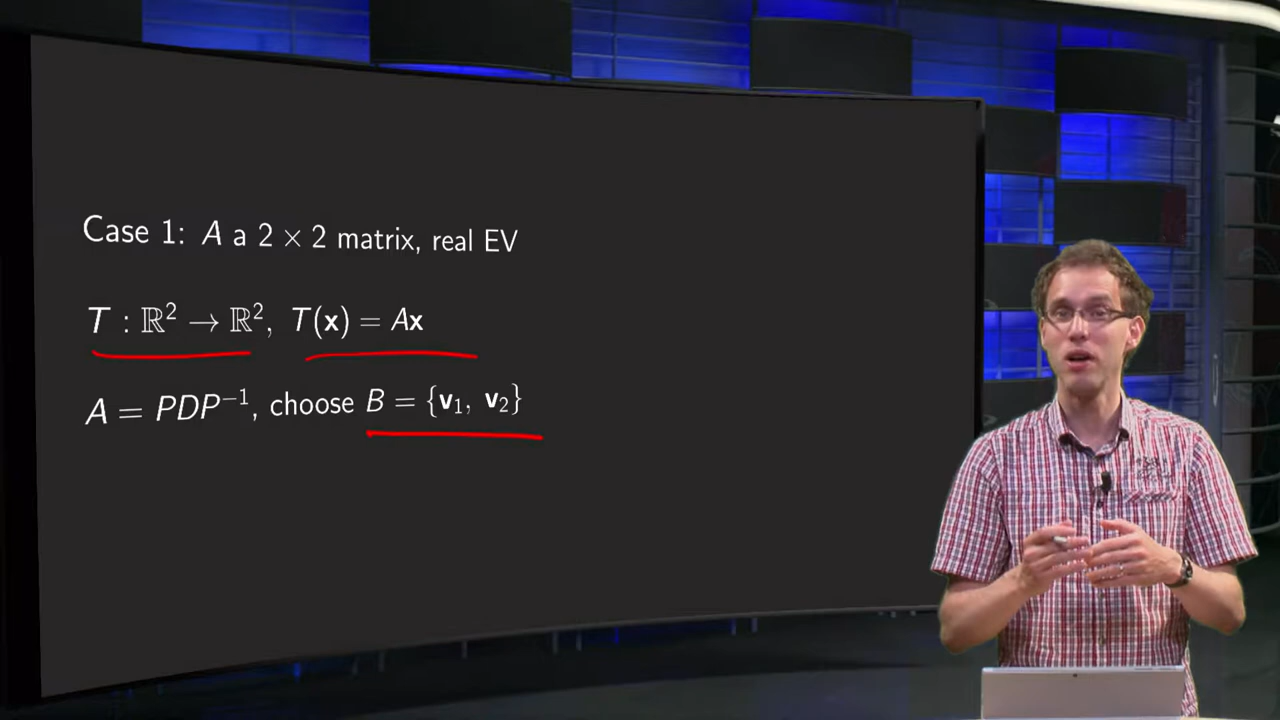 Case 1: A a 2 × 2 matrix, real EV
T : ℝ² → ℝ², T(x) = Ax
A = PDP⁻¹, choose B = {v₁, v₂}